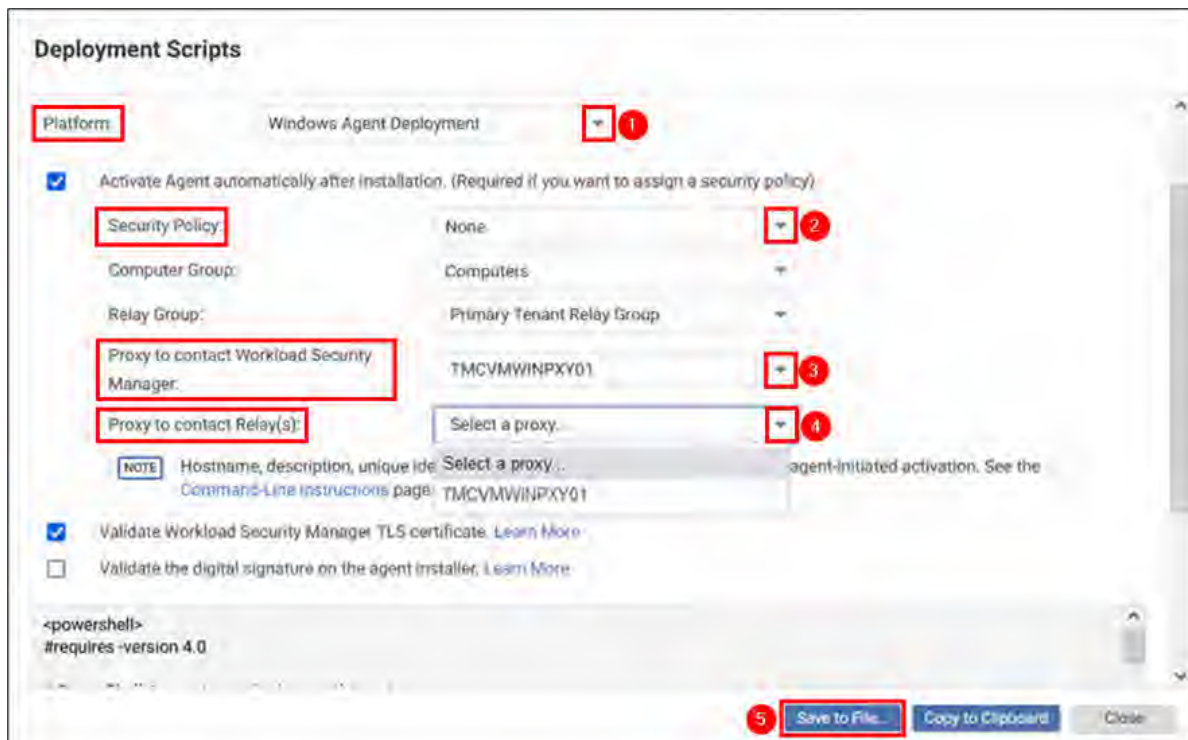 Deployment Scripts
Platform: Windows Agent Deployment 1
Activate Agent automatically after installation. (Required if you want to assign a security policy)
Security Policy: None 2
Computer Group: Computers
Relay Group: Primary Tenant Relay Group
Proxy to contact Workload Security
Manager:
TMCVMWINPXY01 3
Proxy to contact Relay(s): Select a proxy... 4
NOTE Hostname, description, unique ide Select a proxy... agent-initiated activation. See the
Command-Line Instructions page TMCVMWINPXY01
Validate Workload Security Manager TLS certificate. Learn More
Validate the digital signature on the agent installer. Learn More
<powershell>
#requires -version 4.0
5 Save to File... Copy to Clipboard Close